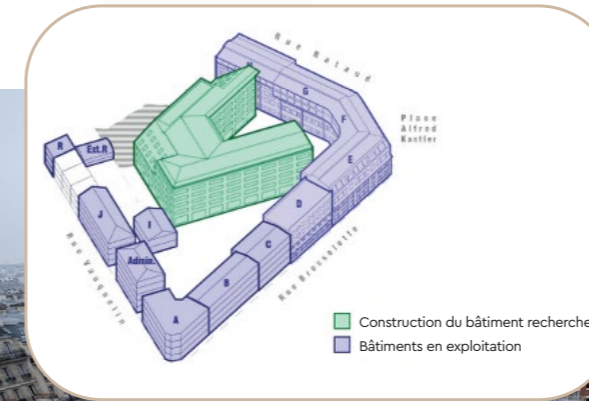 Rue Rataud
H
G
F
Place
Alfred
Kastler
E
R
Ext.R
D
J
I
C
Rue Brossolette
Admin.
B
Rue Vauquelin
A
Construction du bâtiment recherche
Bâtiments en exploitation